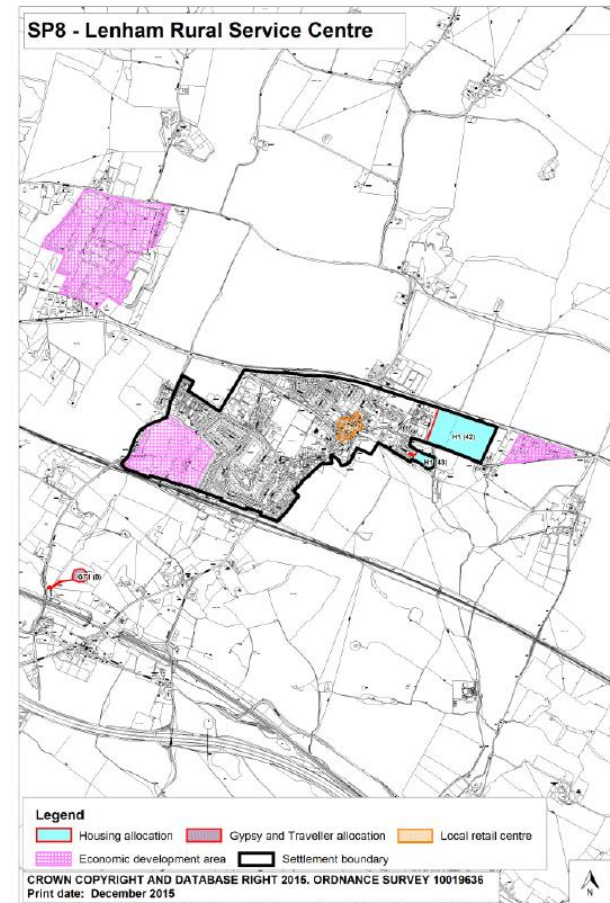 SP8 - Lenham Rural Service Centre
H1 (42)
H1 (43)
Legend
Housing allocation Gypsy and Traveller allocation Local retail centre
Economic development area Settlement boundary
CROWN COPYRIGHT AND DATABASE RIGHT 2015. ORDNANCE SURVEY 10019636
Print date: December 2015
N